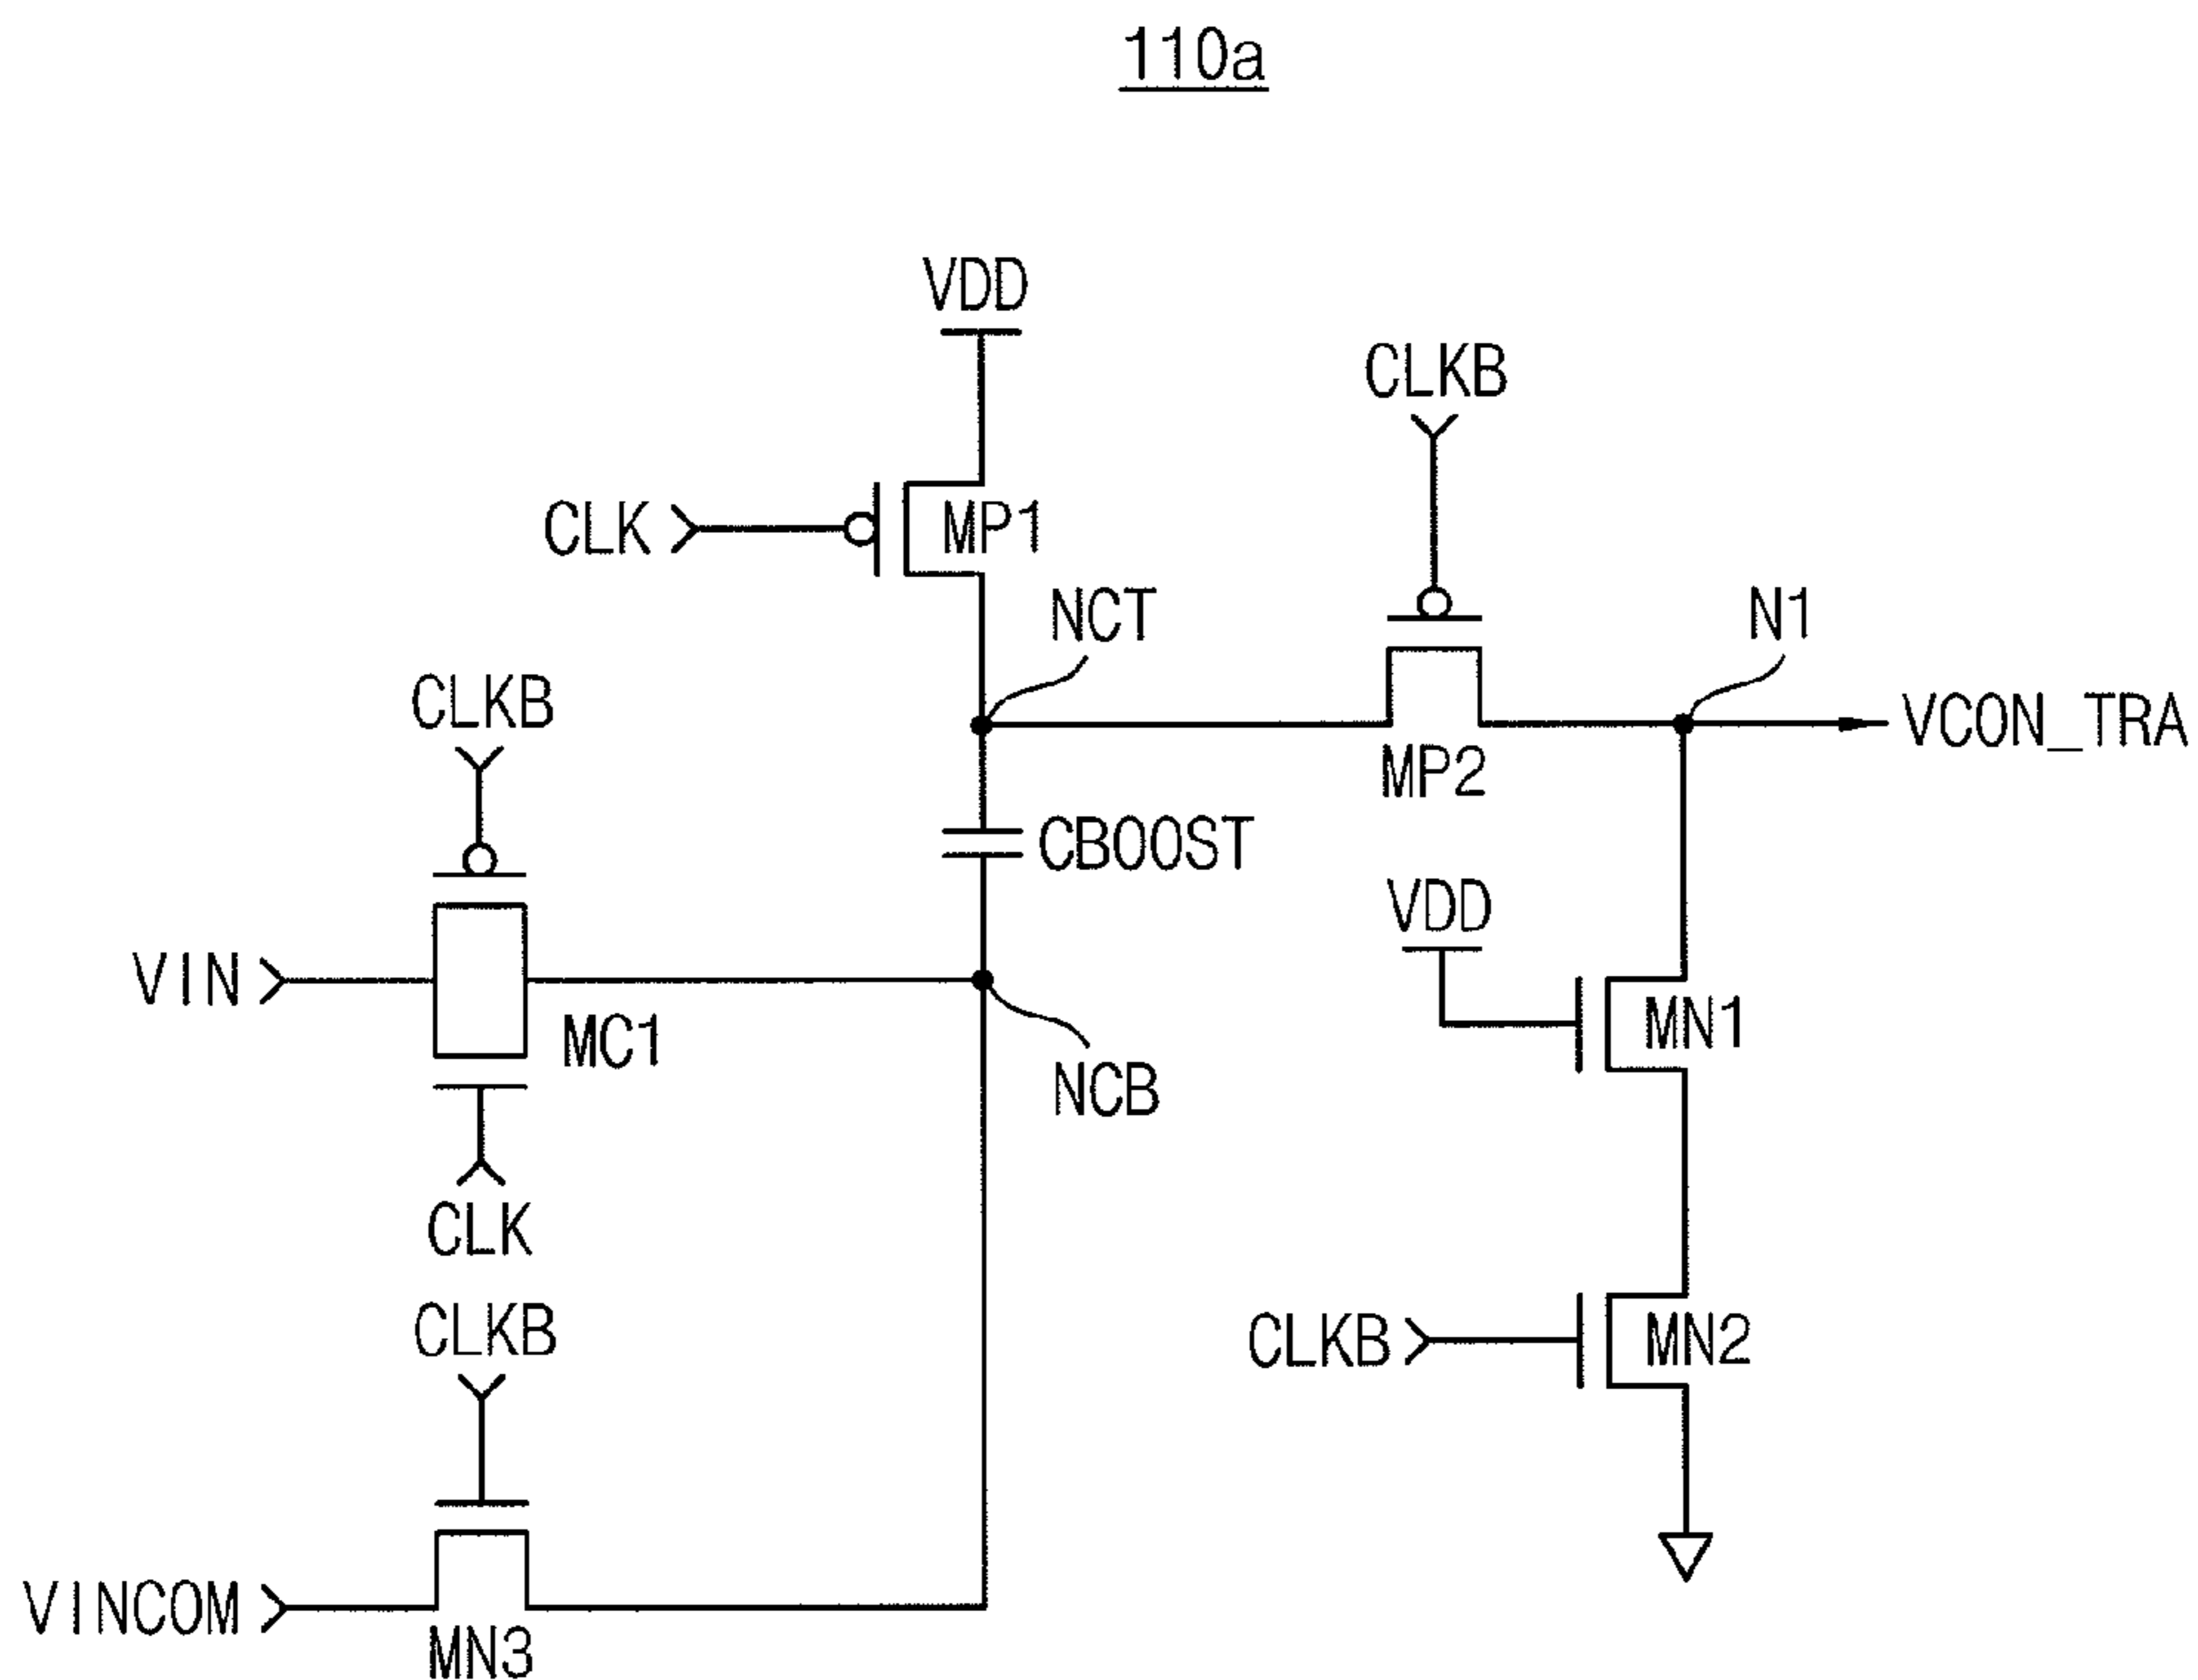 110a
VDD
CLKB
CLK
MP1
NCT
N1
CLKB
VCON_TRA
MP2
CBOOST
VDD
VIN
MC1
MN1
NCB
CLK
CLKB
CLKB
MN2
VINCOM
MN3